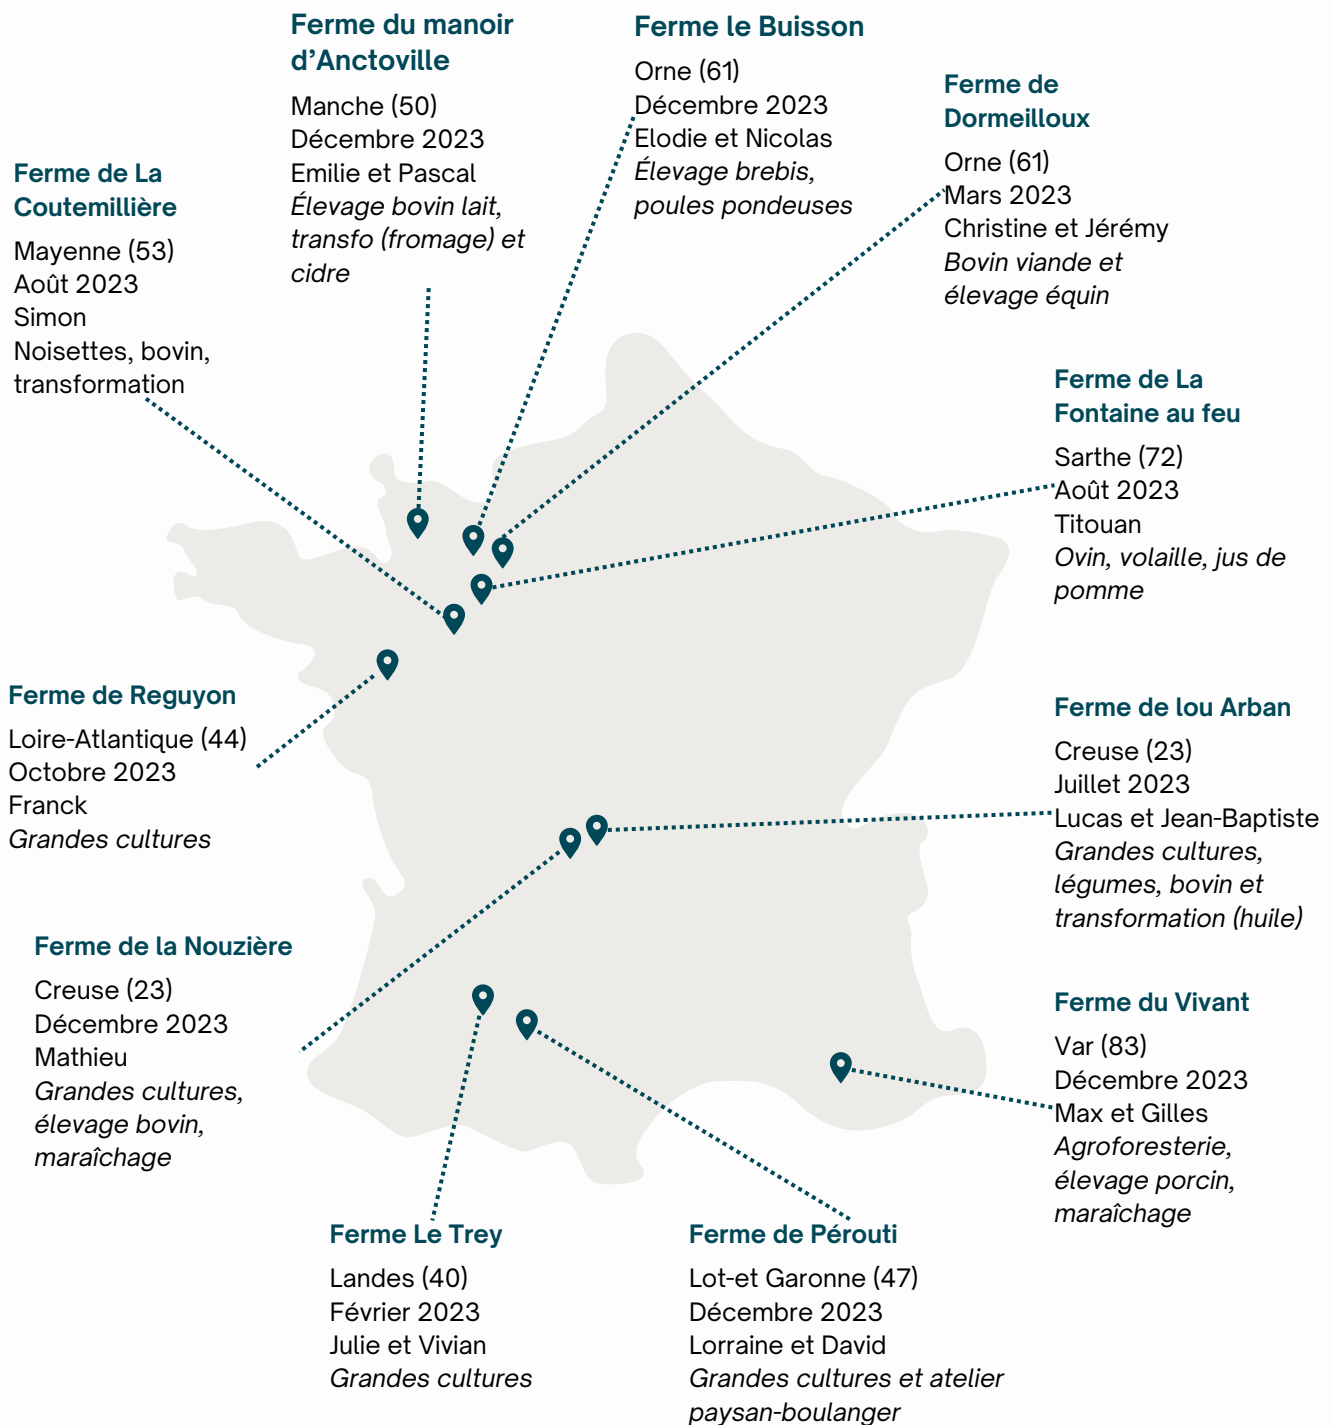 Ferme du manoir
d’Anctoville
Manche (50)
Décembre 2023
Emilie et Pascal
Élevage bovin lait,
transfo (fromage) et
cidre
Ferme le Buisson
Orne (61)
Décembre 2023
Elodie et Nicolas
Élevage brebis,
poules pondeuses
Ferme de
Dormeilloux
Orne (61)
Mars 2023
Christine et Jérémy
Bovin viande et
élevage équin
Ferme de La
Coutemillière
Mayenne (53)
Août 2023
Simon
Noisettes, bovin,
transformation
Ferme de La
Fontaine au feu
Sarthe (72)
Août 2023
Titouan
Ovin, volaille, jus de
pomme
Ferme de Reguyon
Loire-Atlantique (44)
Octobre 2023
Franck
Grandes cultures
Ferme de lou Arban
Creuse (23)
Juillet 2023
Lucas et Jean-Baptiste
Grandes cultures,
légumes, bovin et
transformation (huile)
Ferme de la Nouzière
Creuse (23)
Décembre 2023
Mathieu
Grandes cultures,
élevage bovin,
maraîchage
Ferme du Vivant
Var (83)
Décembre 2023
Max et Gilles
Agroforesterie,
élevage porcin,
maraîchage
Ferme Le Trey
Landes (40)
Février 2023
Julie et Vivian
Grandes cultures
Ferme de Pérouti
Lot-et Garonne (47)
Décembre 2023
Lorraine et David
Grandes cultures et atelier
paysan-boulanger